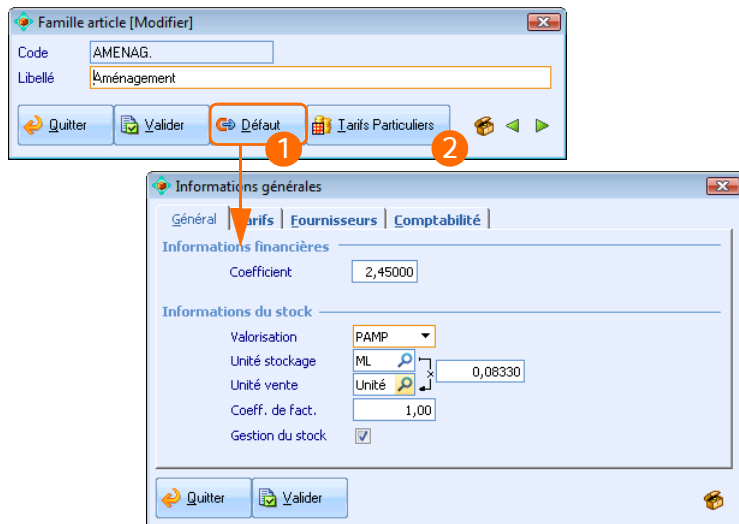 Famille article [Modifier]
Code AMENAG.
Libellé Aménagement
Quitter Valider Défaut Tarifs Particuliers
1 2
Informations générales
Général Tarifs Fournisseurs Comptabilité
Informations financières
Coefficient 2,45000
Informations du stock
Valorisation PAMP
Unité stockage ML
x 0,08330
Unité vente Unité
Coeff. de fact. 1,00
Gestion du stock
Quitter Valider